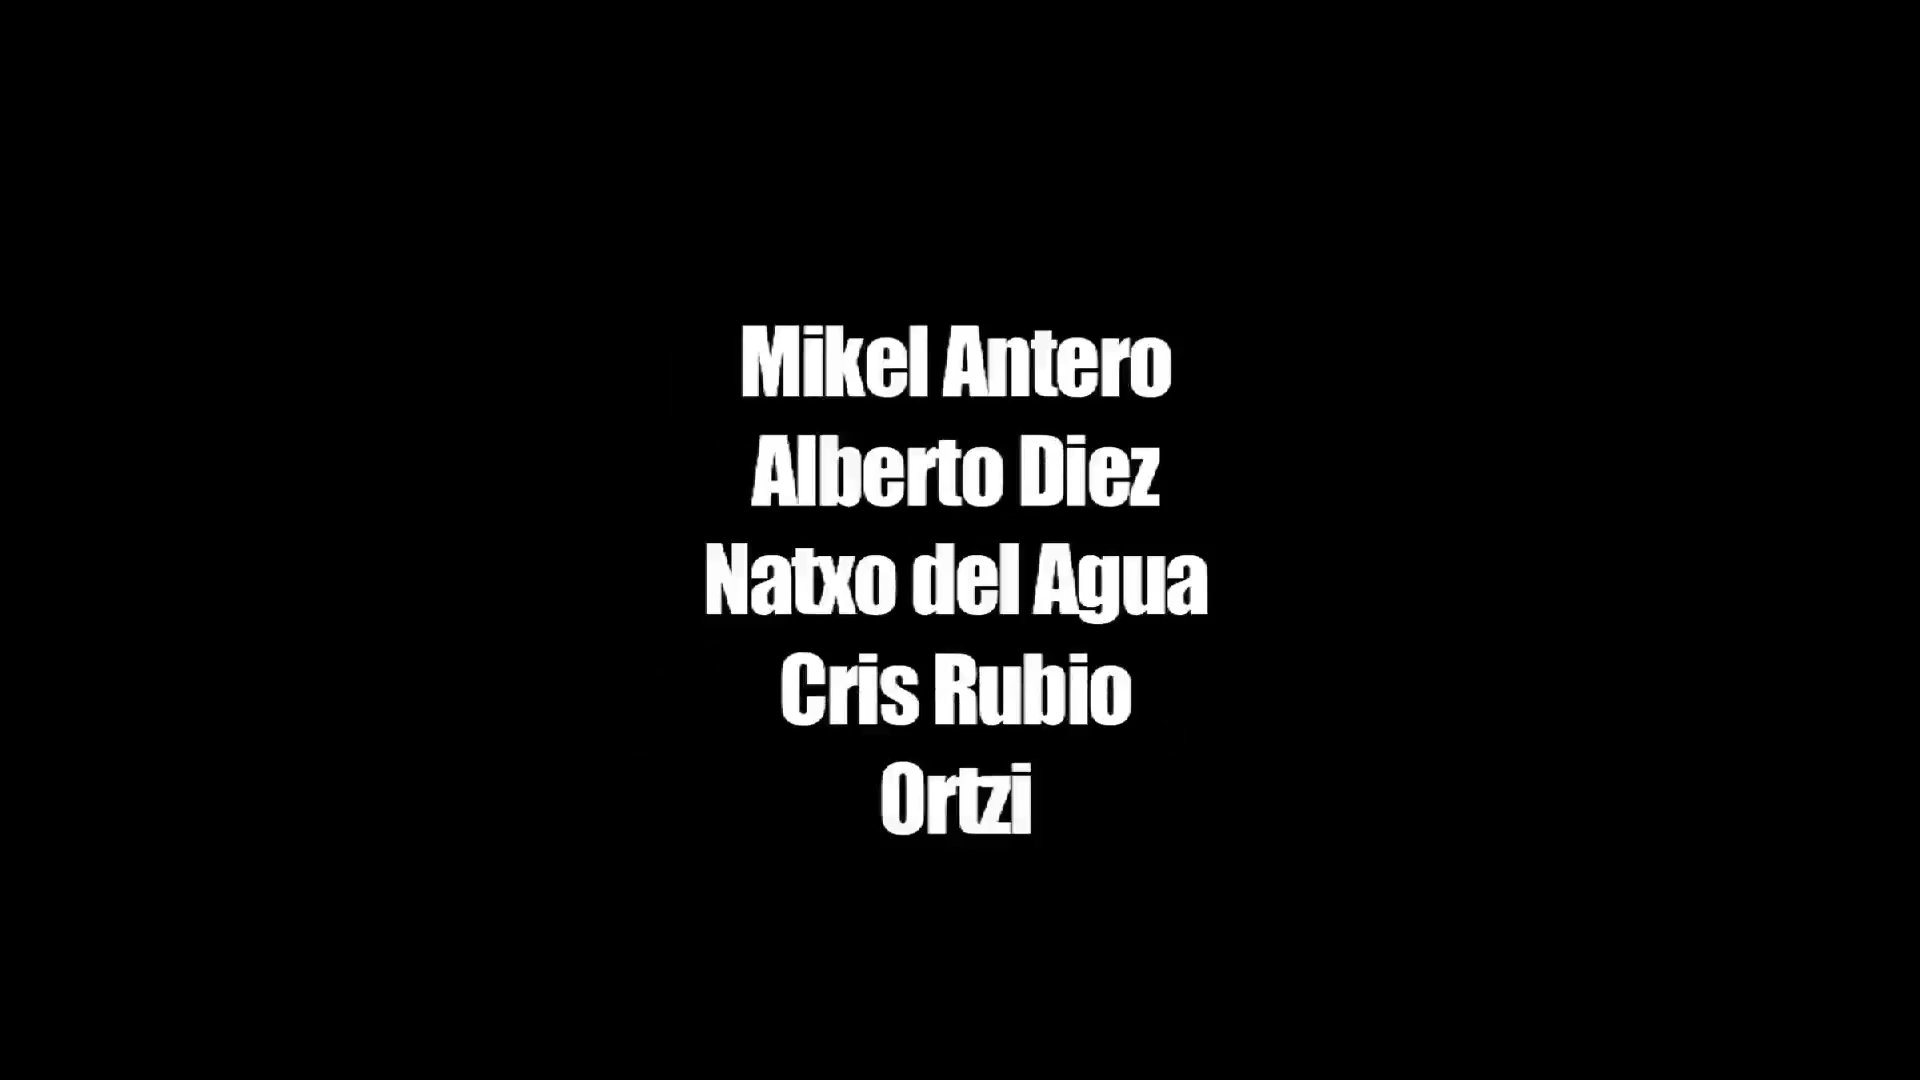 Mikel Antero
Alberto Diez
Natxo del Agua
Cris Rubio
Ortzi